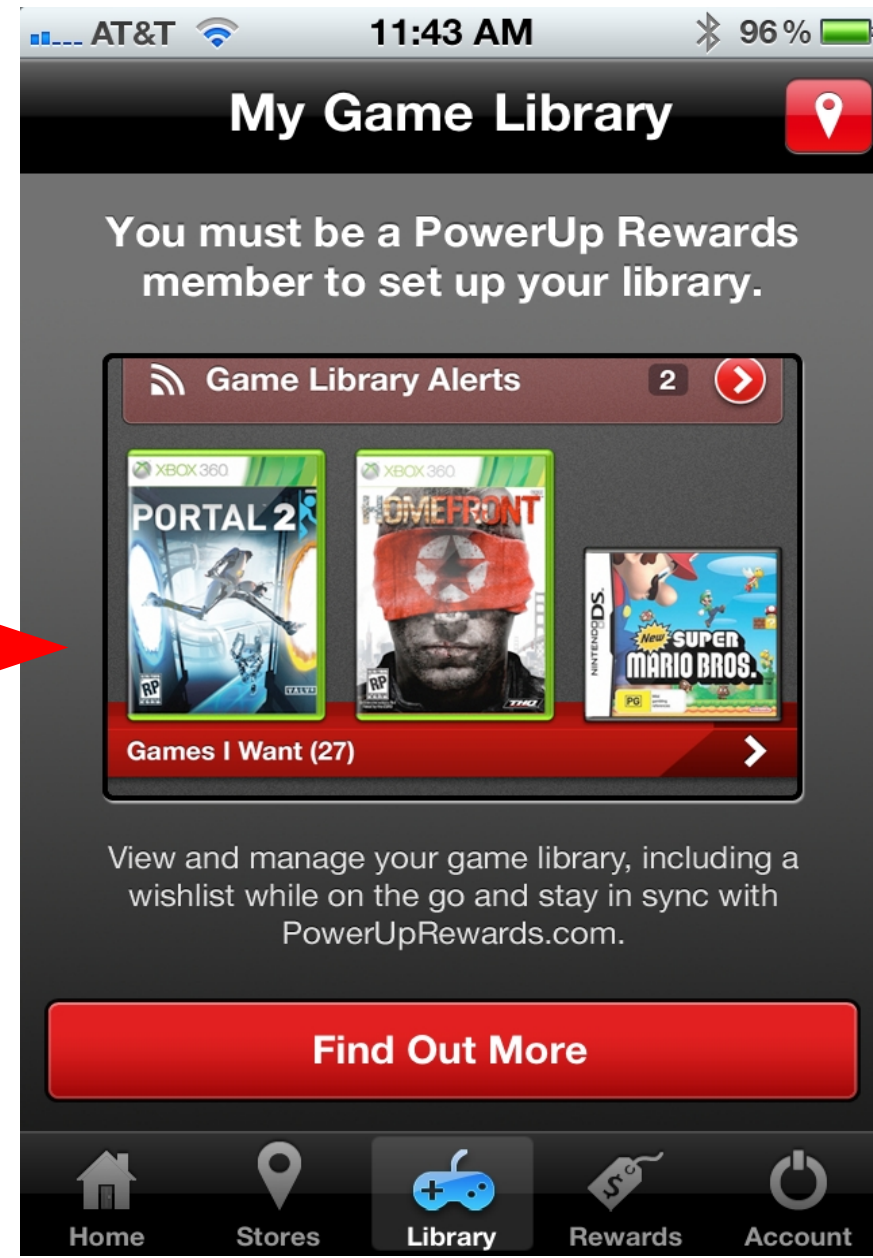 AT&T 11:43 AM 96%
My Game Library
You must be a PowerUp Rewards
member to set up your library.
Game Library Alerts 2
XBOX 360
PORTAL 2
RP
VALVE
XBOX 360
HOMEFRONT
RP
THQ
NINTENDO DS
New SUPER
MARIO BROS.
PG
Games I Want (27)
View and manage your game library, including a
wishlist while on the go and stay in sync with
PowerUpRewards.com.
Find Out More
Home Stores Library Rewards Account